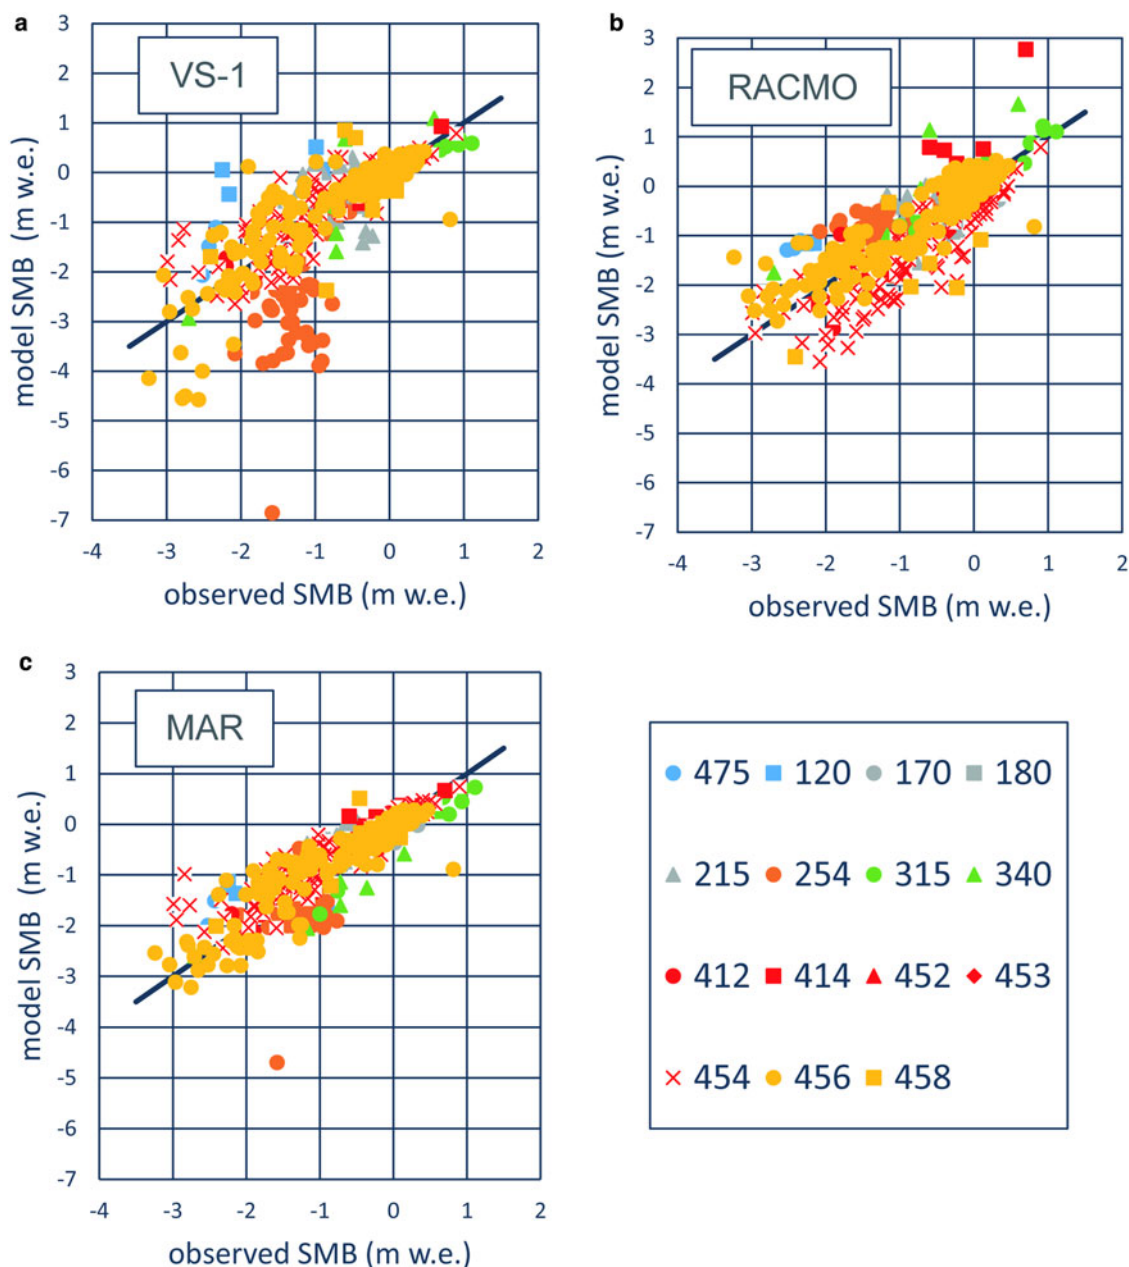 a
3
2
1
0
-1
-2
-3
-4
-5
-6
-7
model SMB (m w.e.)
VS-1
-4 -3 -2 -1 0 1 2
observed SMB (m w.e.)
b
3
2
1
0
-1
-2
-3
-4
-5
-6
-7
model SMB (m w.e.)
RACMO
-4 -3 -2 -1 0 1 2
observed SMB (m w.e.)
c
3
2
1
0
-1
-2
-3
-4
-5
-6
-7
model SMB (m w.e.)
MAR
-4 -3 -2 -1 0 1 2
observed SMB (m w.e.)
475 120 170 180
215 254 315 340
412 414 452 453
454 456 458